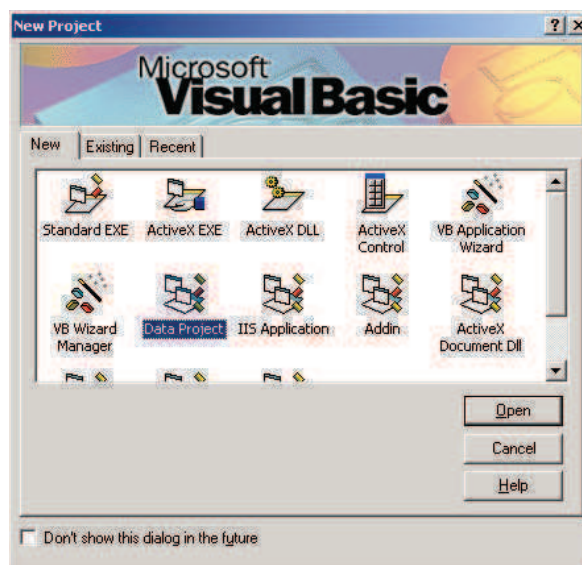 New Project
Microsoft
Visual Basic
New Existing Recent
Standard EXE ActiveX EXE ActiveX DLL ActiveX Control VB Application Wizard
VB Wizard Manager Data Project IIS Application Addin ActiveX Document Dll
Open
Cancel
Help
Don't show this dialog in the future